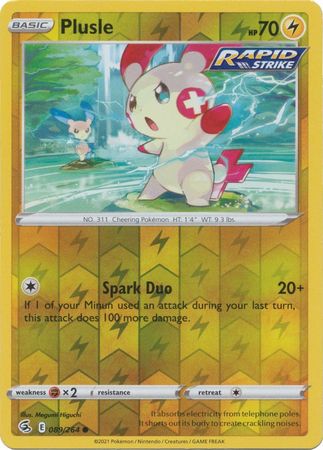 BASIC Plusle HP 70
RAPID
STRIKE
NO. 311 Cheering Pokémon HT: 1'4" WT: 9.3 lbs.
Spark Duo 20+
If 1 of your Minun used an attack during your last turn,
this attack does 100 more damage.
weakness ×2 resistance retreat
Illus. Megumi Higuchi
F E 089/264
It absorbs electricity from telephone poles.
It shorts out its body to create crackling noises.
©2021 Pokémon / Nintendo / Creatures / GAME FREAK